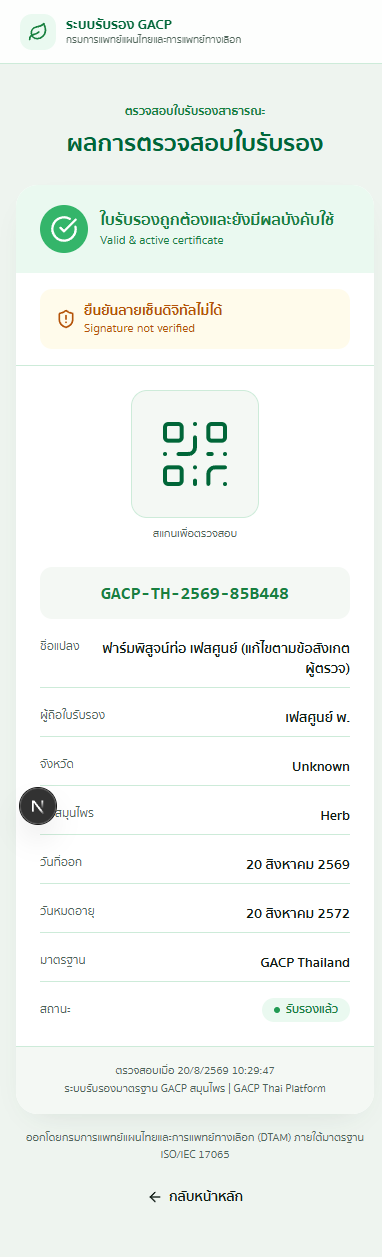 ระบบรับรอง GACP
กรมการแพทย์แผนไทยและการแพทย์ทางเลือก
ตรวจสอบใบรับรองสาธารณะ
ผลการตรวจสอบใบรับรอง
ใบรับรองถูกต้องและยังมีผลบังคับใช้
Valid & active certificate
ยืนยันลายเซ็นดิจิทัลไม่ได้
Signature not verified
สแกนเพื่อตรวจสอบ
GACP-TH-2569-85B448
ชื่อแปลง ฟาร์มพิสูจน์ท่อ เฟสศูนย์ (แก้ไขตามข้อสังเกต
ผู้ตรวจ)
ผู้ถือใบรับรอง เฟสศูนย์ พ.
จังหวัด Unknown
สมุนไพร Herb
วันที่ออก 20 สิงหาคม 2569
วันหมดอายุ 20 สิงหาคม 2572
มาตรฐาน GACP Thailand
สถานะ รับรองแล้ว
ตรวจสอบเมื่อ 20/8/2569 10:29:47
ระบบรับรองมาตรฐาน GACP สมุนไพร | GACP Thai Platform
ออกโดยกรมการแพทย์แผนไทยและการแพทย์ทางเลือก (DTAM) ภายใต้มาตรฐาน
ISO/IEC 17065
← กลับหน้าหลัก